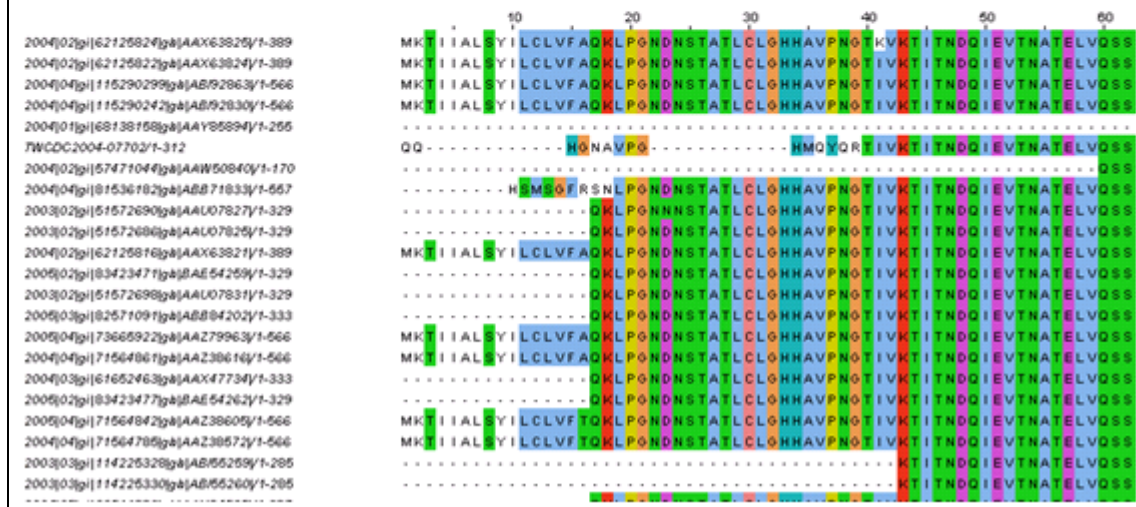 10 20 30 40 50 60
2004|02|gi|62125824|gb|AAX63825|/1-389 MKTIIALSYILCLVFAQKLPGNDNSTATLCLGHHAVPNGTKVKTITNDQIEVTNATELVQSS
2004|02|gi|62125822|gb|AAX63824|/1-389 MKTIIALSYILCLVFAQKLPGNDNSTATLCLGHHAVPNGTIVKTITNDQIEVTNATELVQSS
2004|04|gi|115290299|gb|ABI92863|/1-566 MKTIIALSYILCLVFAQKLPGNDNSTATLCLGHHAVPNGTIVKTITNDQIEVTNATELVQSS
2004|04|gi|115290242|gb|ABI92830|/1-566 MKTIIALSYILCLVFAQKLPGNDNSTATLCLGHHAVPNGTIVKTITNDQIEVTNATELVQSS
2004|01|gi|68138158|gb|AAY85894|/1-255 ..............................................................
TWCDC2004-07702/1-312 QQ............HGNAVPG............HMQYQRTIVKTITNDQIEVTNATELVQSS
2004|02|gi|57471044|gb|AAW50840|/1-170 ...........................................................QSS
2004|04|gi|81536182|gb|ABB71833|/1-557 .........HSMSGFRSNLPGNDNSTATLCLGHHAVPNGTIVKTITNDQIEVTNATELVQSS
2003|02|gi|51572690|gb|AAU07827|/1-329 ................QKLPGNNNSTATLCLGHHAVPNGTIVKTITNDQIEVTNATELVQSS
2003|02|gi|51572686|gb|AAU07825|/1-329 ................QKLPGNDNSTATLCLGHHAVPNGTIVKTITNDQIEVTNATELVQSS
2004|02|gi|62125816|gb|AAX63821|/1-389 MKTIIALSYILCLVFAQKLPGNDNSTATLCLGHHAVPNGTIVKTITNDQIEVTNATELVQSS
2005|02|gi|83423471|gb|BAE54259|/1-329 ................QKLPGNDNSTATLCLGHHAVPNGTIVKTITNDQIEVTNATELVQSS
2003|02|gi|51572698|gb|AAU07831|/1-329 ................QKLPGNDNSTATLCLGHHAVPNGTIVKTITNDQIEVTNATELVQSS
2005|03|gi|82571091|gb|ABB84202|/1-333 ................QKLPGNDNSTATLCLGHHAVPNGTIVKTITNDQIEVTNATELVQSS
2005|04|gi|73665922|gb|AAZ79963|/1-566 MKTIIALSYILCLVFAQKLPGNDNSTATLCLGHHAVPNGTIVKTITNDQIEVTNATELVQSS
2004|04|gi|71564861|gb|AAZ38616|/1-566 MKTIIALSYILCLVFAQKLPGNDNSTATLCLGHHAVPNGTIVKTITNDQIEVTNATELVQSS
2004|03|gi|61652463|gb|AAX47734|/1-333 ................QKLPGNDNSTATLCLGHHAVPNGTIVKTITNDQIEVTNATELVQSS
2005|02|gi|83423477|gb|BAE54262|/1-329 ................QKLPGNDNSTATLCLGHHAVPNGTIVKTITNDQIEVTNATELVQSS
2005|04|gi|71564842|gb|AAZ38605|/1-566 MKTIIALSYILCLVFTQKLPGNDNSTATLCLGHHAVPNGTIVKTITNDQIEVTNATELVQSS
2004|04|gi|71564785|gb|AAZ38572|/1-566 MKTIIALSYILCLVFTQKLPGNDNSTATLCLGHHAVPNGTIVKTITNDQIEVTNATELVQSS
2003|03|gi|114225328|gb|ABI55259|/1-285 ..........................................KTITNDQIEVTNATELVQSS
2003|03|gi|114225330|gb|ABI55260|/1-285 ..........................................KTITNDQIEVTNATELVQSS